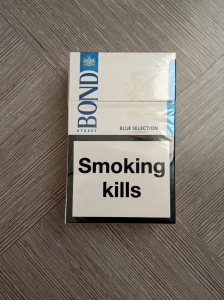 BOND
STREET
BLUE SELECTION
Smoking
kills